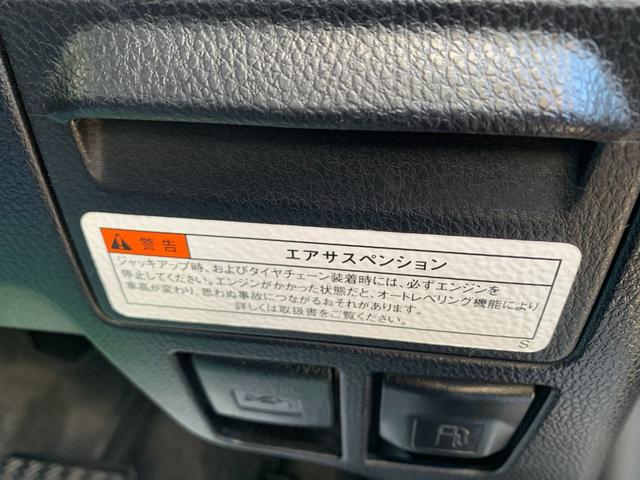 警告
エアサスペンション
ジャッキアップ時、およびタイヤチェーン装着時には、必ずエンジンを
停止してください。エンジンがかかった状態だと、オートレベリング機能により
車高が変わり、思わぬ事故につながるおそれがあります。
詳しくは取扱書をご覧ください。
S